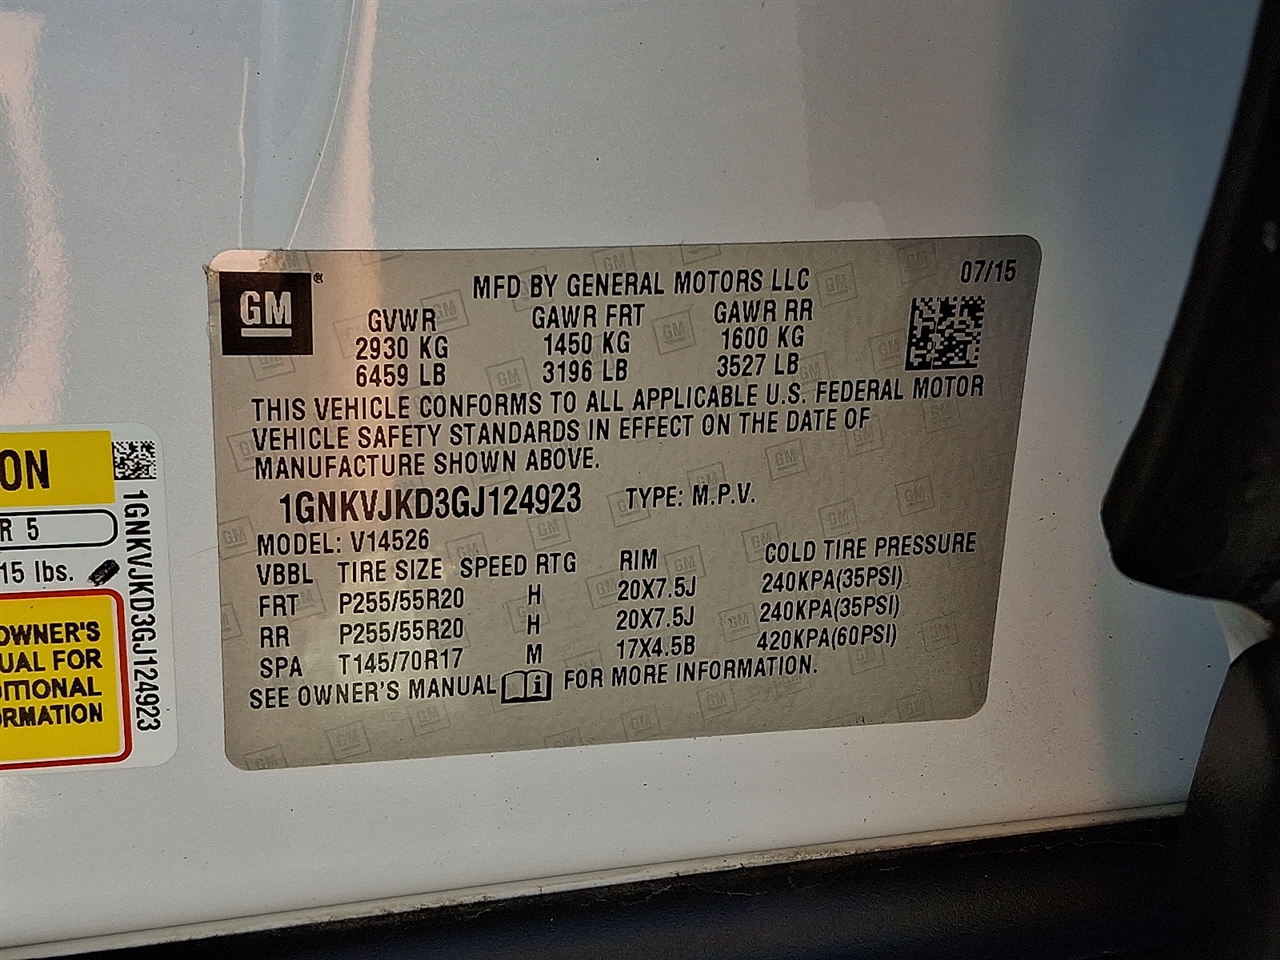 GM ®
MFD BY GENERAL MOTORS LLC 07/15
GVWR GAWR FRT GAWR RR
2930 KG 1450 KG 1600 KG
6459 LB 3196 LB 3527 LB
THIS VEHICLE CONFORMS TO ALL APPLICABLE U.S. FEDERAL MOTOR
VEHICLE SAFETY STANDARDS IN EFFECT ON THE DATE OF
MANUFACTURE SHOWN ABOVE.
1GNKVJKD3GJ124923 TYPE: M.P.V.
MODEL: V14526
VBBL TIRE SIZE SPEED RTG RIM COLD TIRE PRESSURE
FRT P255/55R20 H 20X7.5J 240KPA(35PSI)
RR P255/55R20 H 20X7.5J 240KPA(35PSI)
SPA T145/70R17 M 17X4.5B 420KPA(60PSI)
SEE OWNER'S MANUAL i FOR MORE INFORMATION.
ON
R 5
15 lbs.
OWNER'S
UAL FOR
DITIONAL
ORMATION
1GNKVJKD3GJ124923